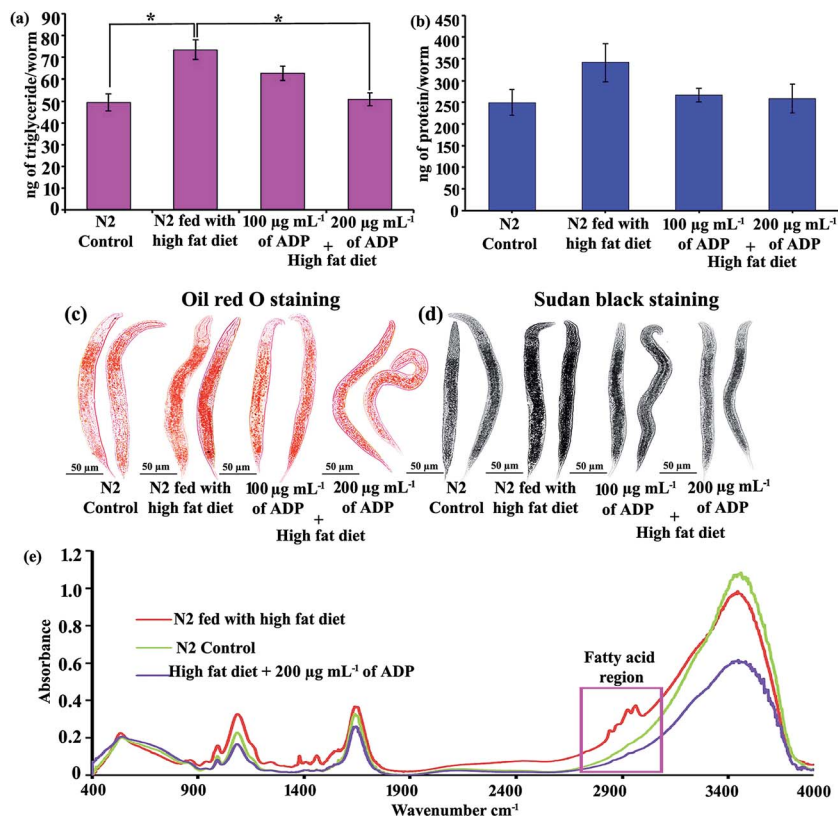 (a)
ng of triglyceride/worm
90
80
70
60
50
40
30
20
10
0
*
*
N2
Control
N2 fed with
high fat diet
100 µg mL⁻¹
of ADP
+
200 µg mL⁻¹
of ADP
High fat diet
(b)
ng of protein/worm
450
400
350
300
250
200
150
100
50
0
N2
Control
N2 fed with
high fat diet
100 µg mL⁻¹
of ADP
+
200 µg mL⁻¹
of ADP
High fat diet
Oil red O staining
(c)
50 µm
50 µm
50 µm
50 µm
N2
Control
N2 fed with
high fat diet
100 µg mL⁻¹
of ADP
+
200 µg mL⁻¹
of ADP
High fat diet
Sudan black staining
(d)
50 µm
50 µm
50 µm
50 µm
N2
Control
N2 fed with
high fat diet
100 µg mL⁻¹
of ADP
+
200 µg mL⁻¹
of ADP
High fat diet
(e)
Absorbance
1.2
1.0
0.8
0.6
0.4
0.2
0
N2 fed with high fat diet
N2 Control
High fat diet + 200 µg mL⁻¹ of ADP
Fatty acid
region
400
900
1400
1900
2400
2900
3400
4000
Wavenumber cm⁻¹